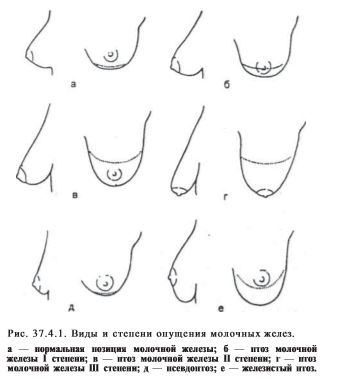 а
б
в
г
д
е
Рис. 37.4.1. Виды и степени опущения молочных желез.
а — нормальная позиция молочной железы; б — птоз молочной
железы I степени; в — птоз молочной железы II степени; г — птоз
молочной железы III степени; д — псевдоптоз; е — железистый птоз.